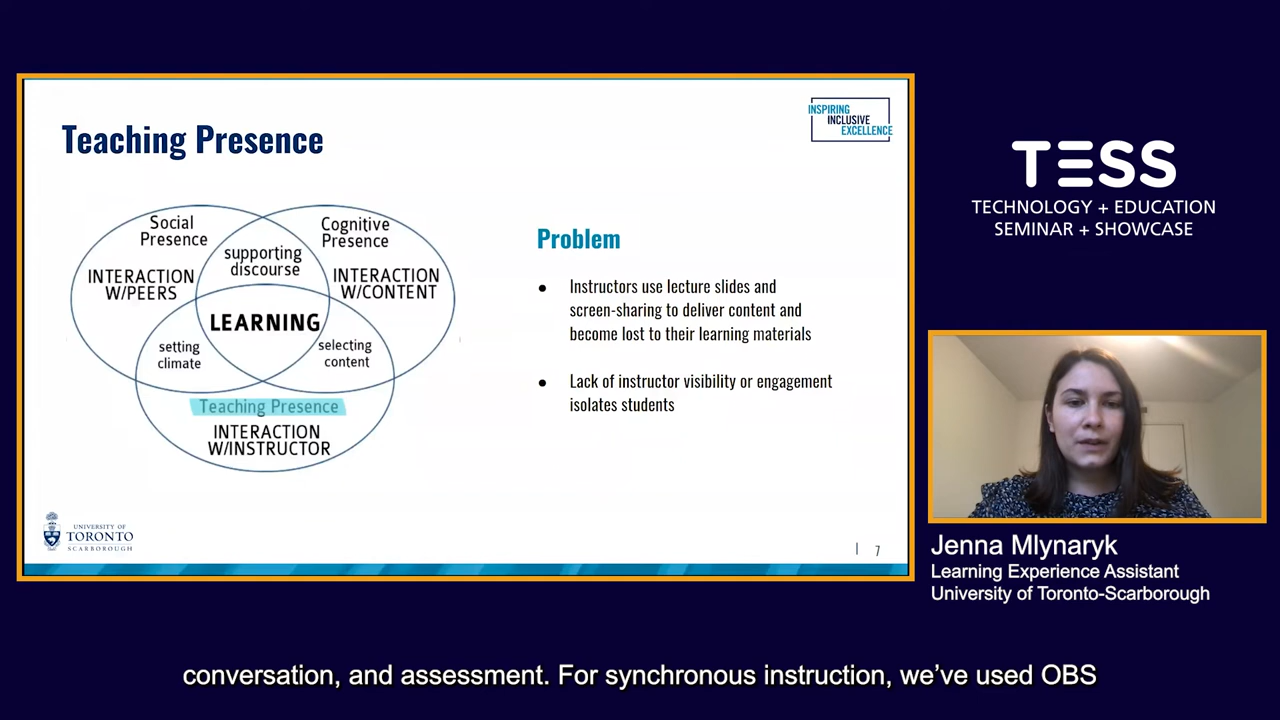 Teaching Presence
INSPIRING
INCLUSIVE
EXCELLENCE
Social
Presence
INTERACTION
W/PEERS
supporting
discourse
Cognitive
Presence
INTERACTION
W/CONTENT
LEARNING
setting
climate
selecting
content
Teaching Presence
INTERACTION
W/INSTRUCTOR
Problem
● Instructors use lecture slides and
screen-sharing to deliver content and
become lost to their learning materials
● Lack of instructor visibility or engagement
isolates students
UNIVERSITY OF
TORONTO
SCARBOROUGH
| 7
TESS
TECHNOLOGY + EDUCATION
SEMINAR + SHOWCASE
Jenna Mlynaryk
Learning Experience Assistant
University of Toronto-Scarborough
conversation, and assessment. For synchronous instruction, we've used OBS